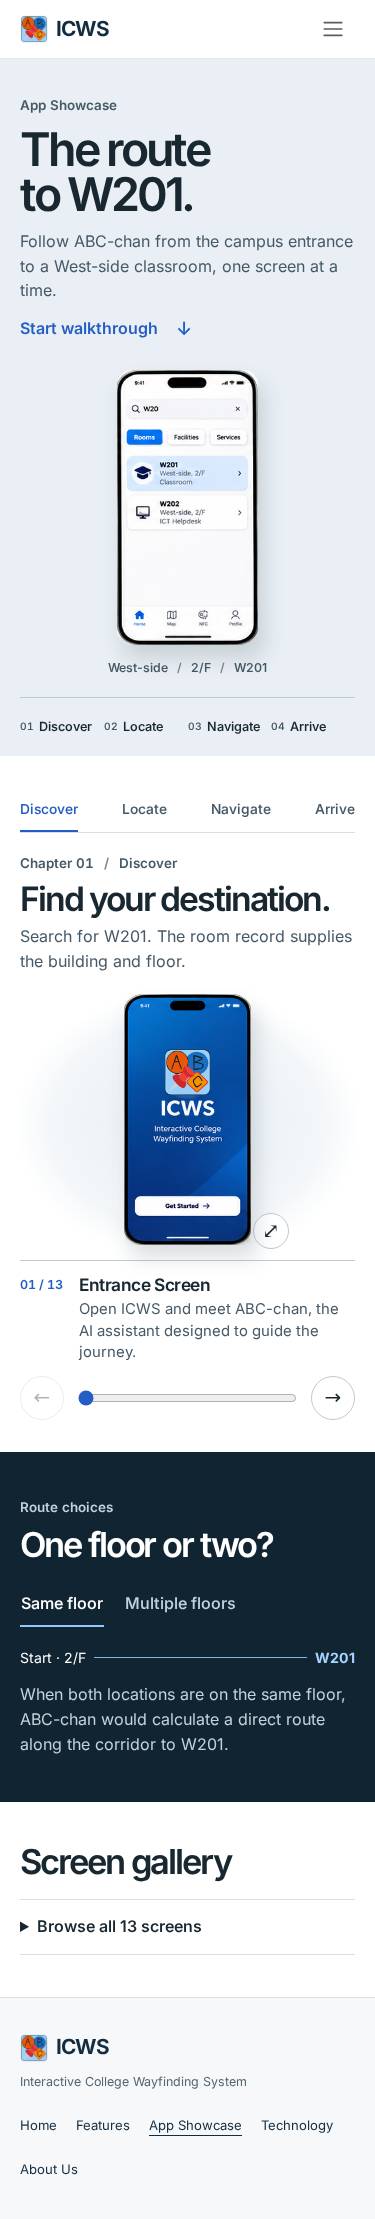 ABC ICWS
App Showcase
The route
to W201.
Follow ABC-chan from the campus entrance
to a West-side classroom, one screen at a
time.
Start walkthrough ↓
9:41
W20 ×
Rooms Facilities Services
W201
West-side, 2/F
Classroom
W202
West-side, 2/F
ICT Helpdesk
Home Map NFC Profile
West-side / 2/F / W201
01 Discover 02 Locate 03 Navigate 04 Arrive
Discover Locate Navigate Arrive
Chapter 01 / Discover
Find your destination.
Search for W201. The room record supplies
the building and floor.
9:41
ABC
ICWS
Interactive College
Wayfinding System
Get Started →
01 / 13 Entrance Screen
Open ICWS and meet ABC-chan, the
AI assistant designed to guide the
journey.
← →
Route choices
One floor or two?
Same floor Multiple floors
Start · 2/F W201
When both locations are on the same floor,
ABC-chan would calculate a direct route
along the corridor to W201.
Screen gallery
▶ Browse all 13 screens
ABC ICWS
Interactive College Wayfinding System
Home Features App Showcase Technology
About Us